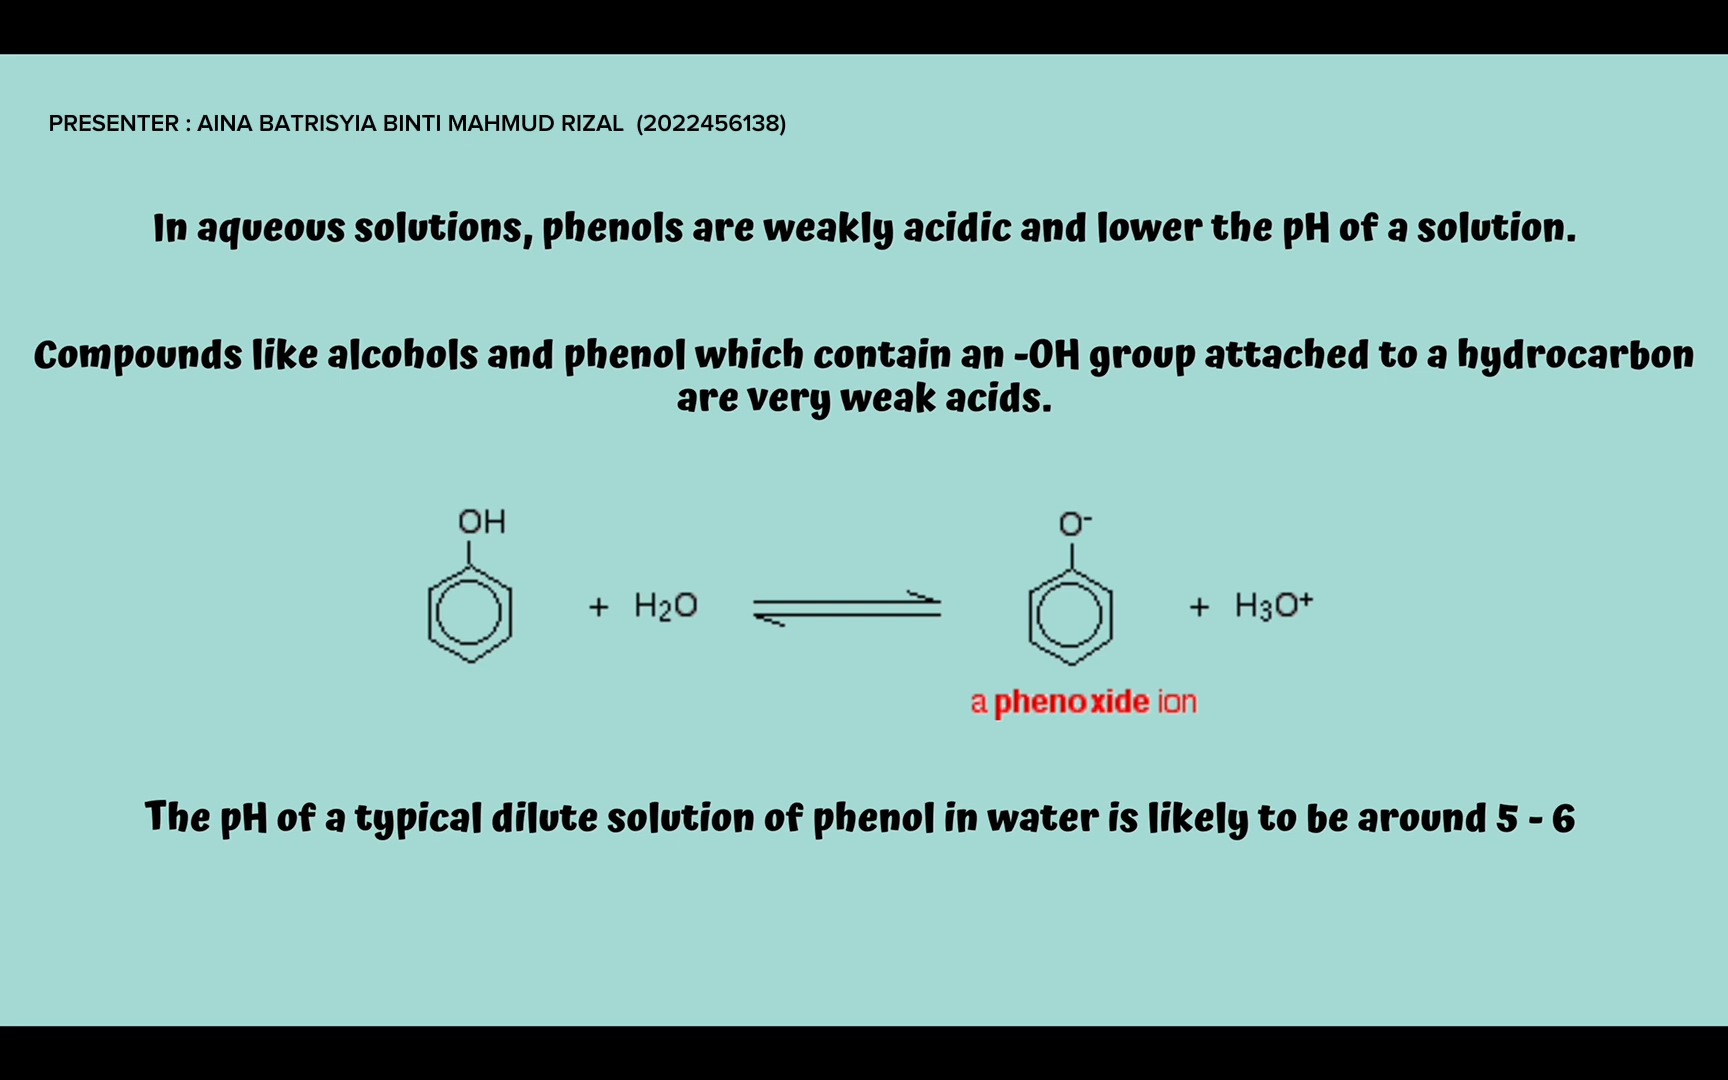 PRESENTER : AINA BATRISYIA BINTI MAHMUD RIZAL (2022456138)
In aqueous solutions, phenols are weakly acidic and lower the pH of a solution.
Compounds like alcohols and phenol which contain an -OH group attached to a hydrocarbon
are very weak acids.
OH
O-
+ H2O
+ H3O+
a phenoxide ion
The pH of a typical dilute solution of phenol in water is likely to be around 5 - 6